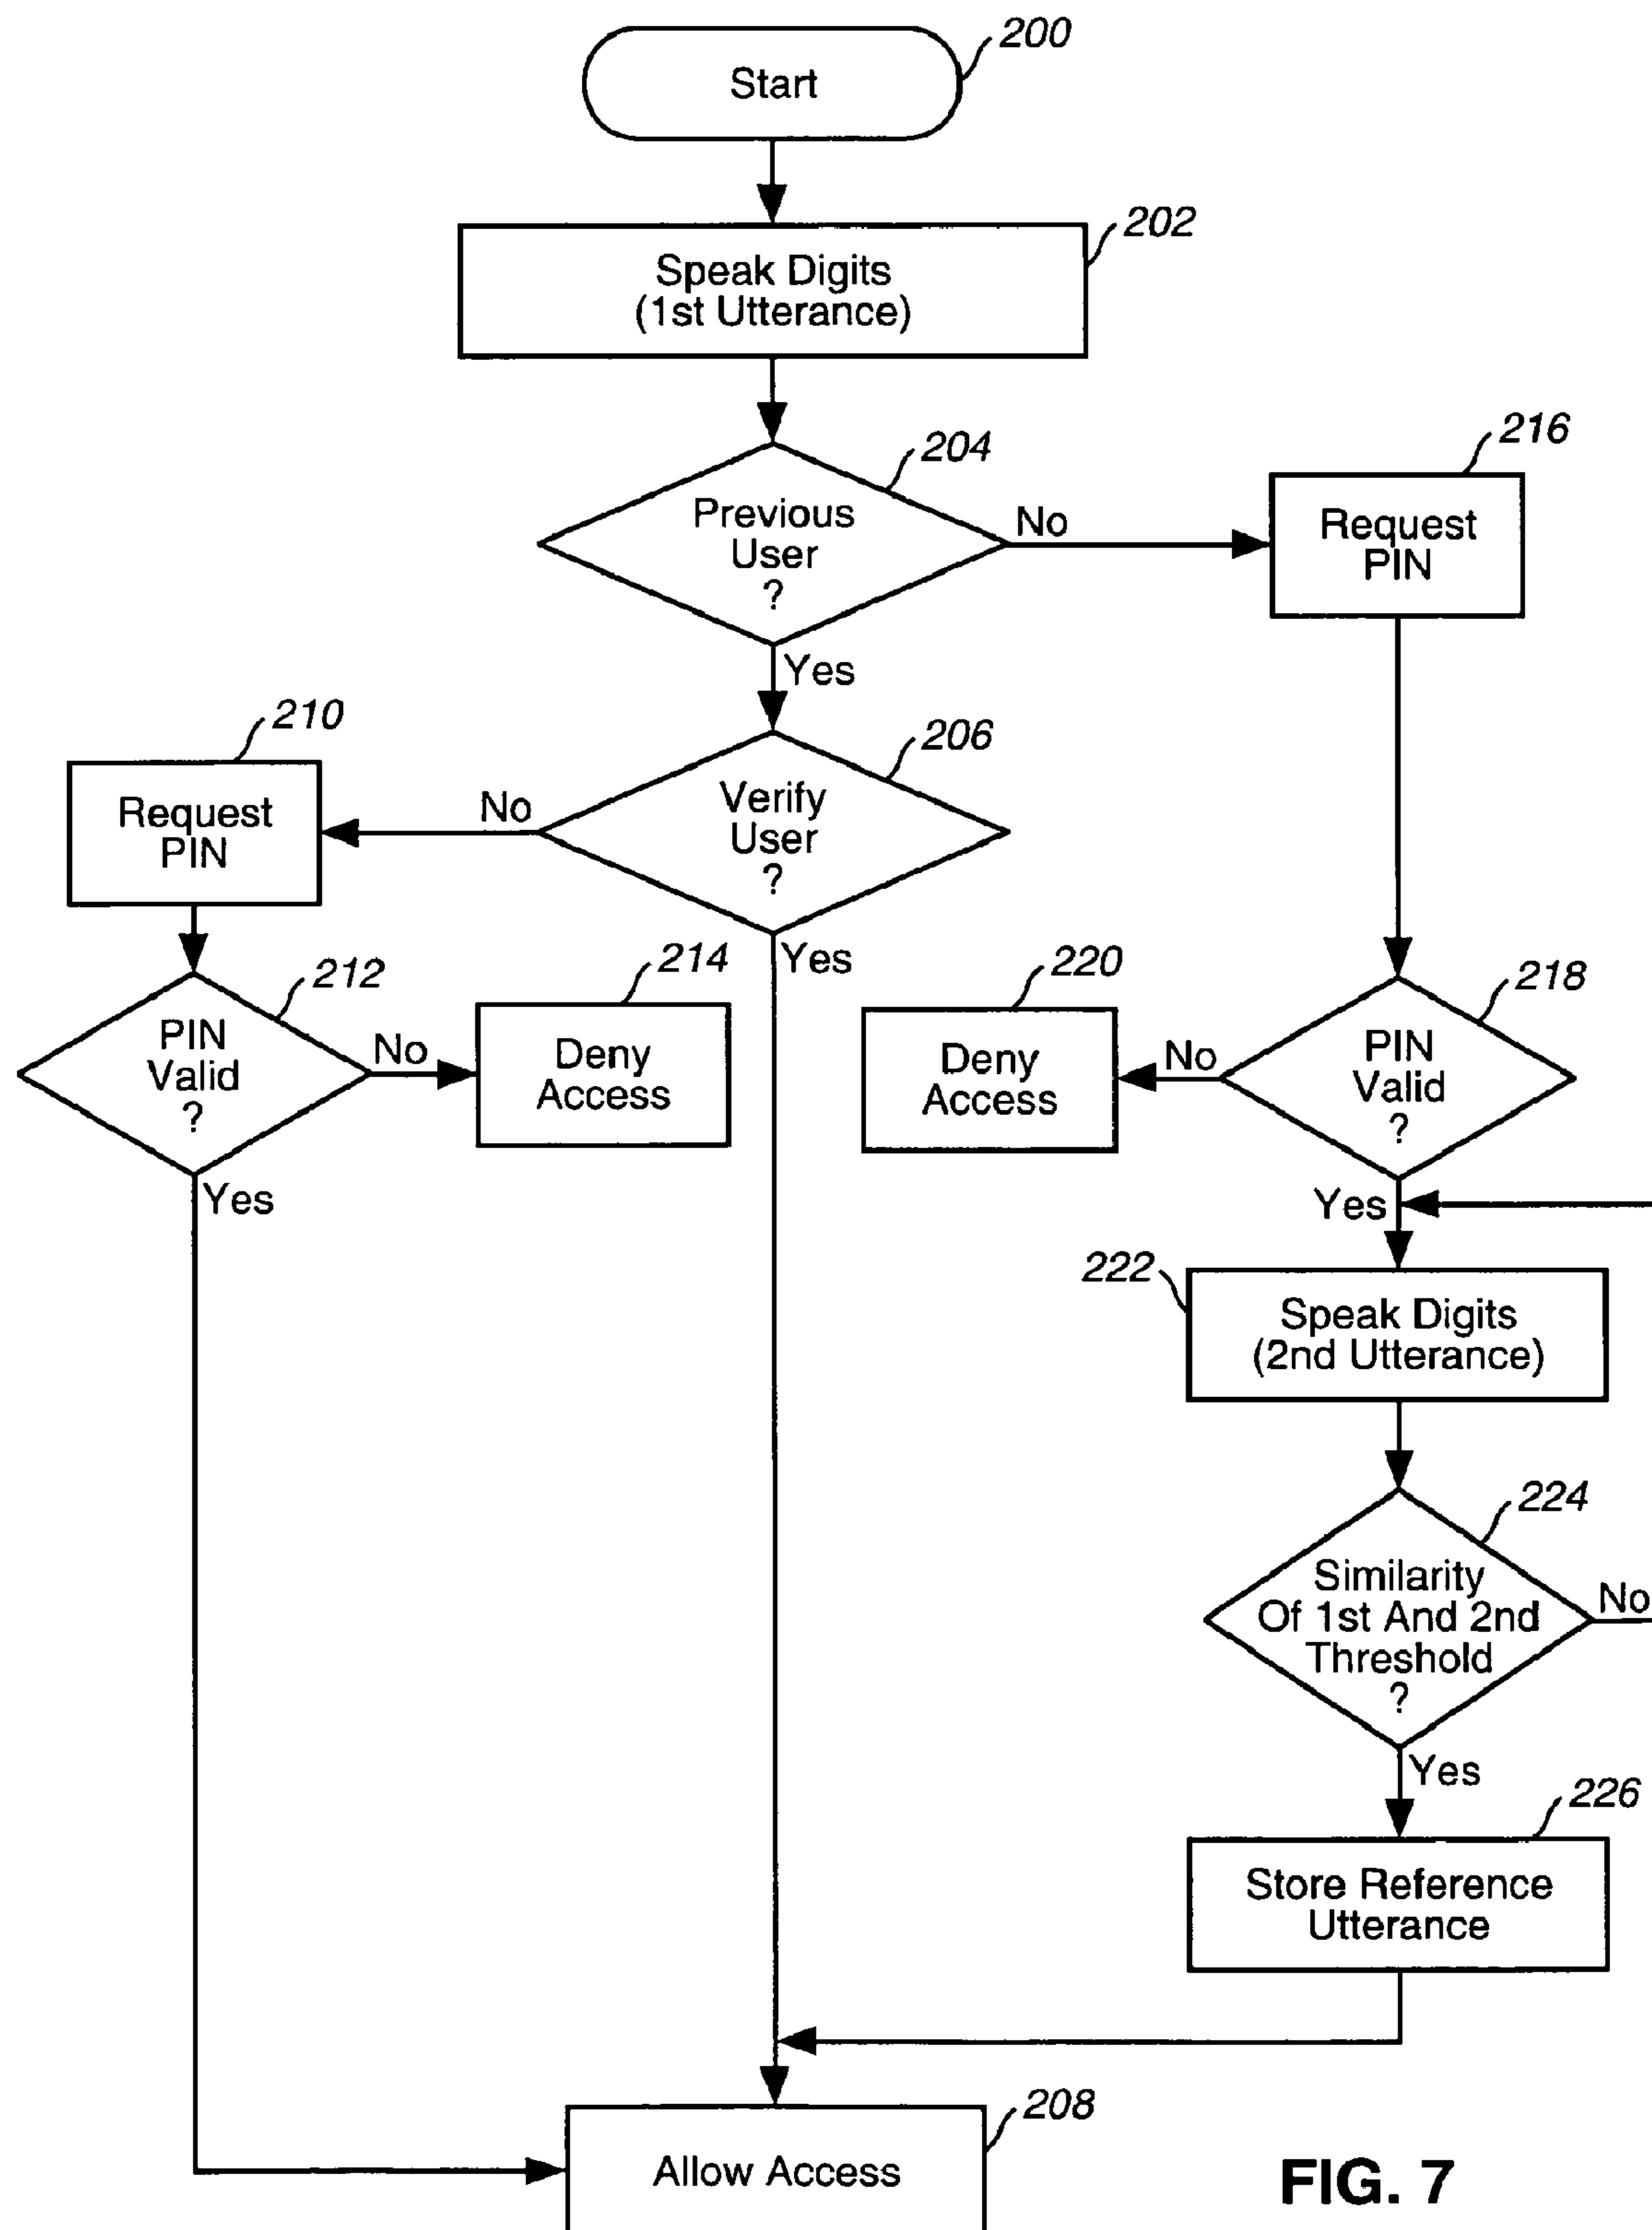 200
Start
202
Speak Digits
(1st Utterance)
204
Previous
User
?
No
216
Request
PIN
Yes
206
Verify
User
?
No
210
Request
PIN
Yes
212
PIN
Valid
?
No
214
Deny
Access
220
Deny
Access
No
218
PIN
Valid
?
Yes
Yes
222
Speak Digits
(2nd Utterance)
224
Similarity
Of 1st And 2nd
Threshold
?
No
Yes
226
Store Reference
Utterance
208
Allow Access
FIG. 7